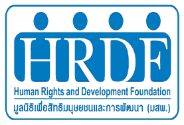 HRDF
Human Rights and Development Foundation
มูลนิธิเพื่อสิทธิมนุษยชนและการพัฒนา (มสพ.)